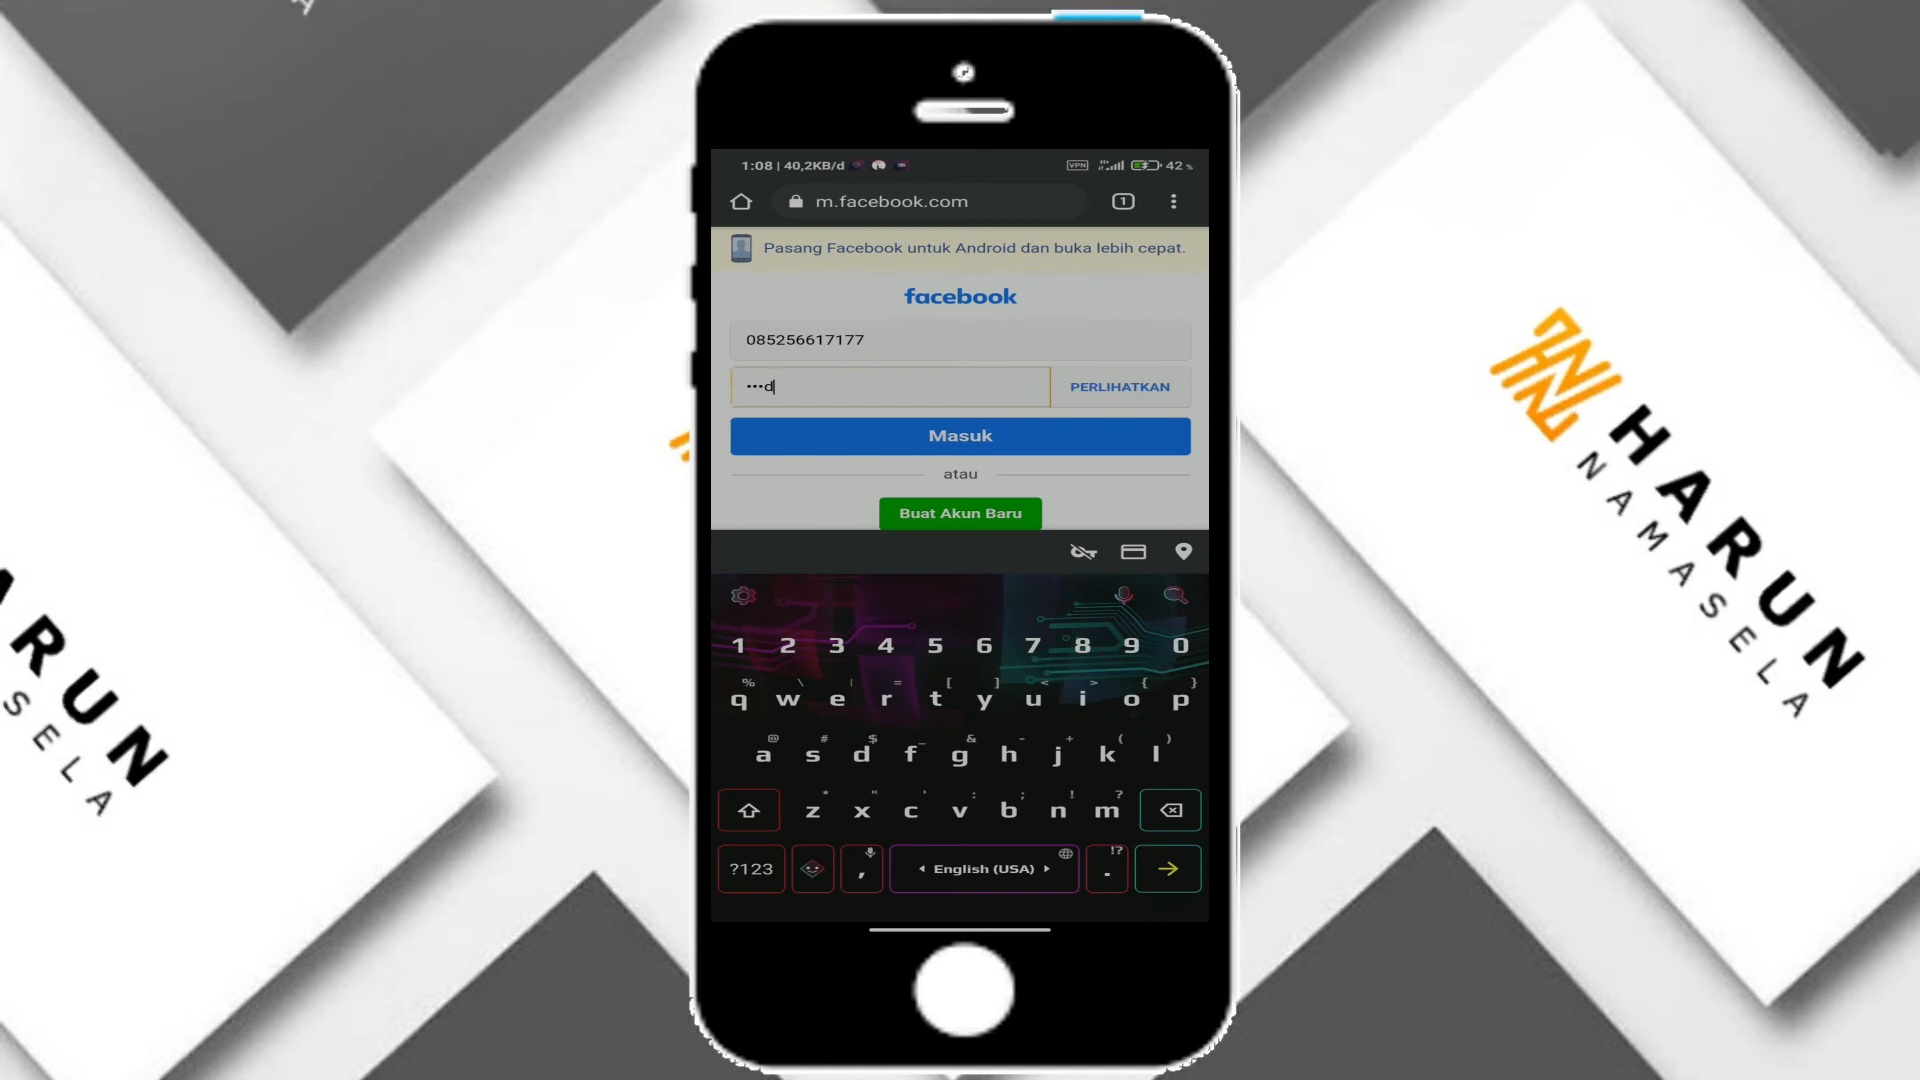 1:08 | 40,2KB/d
VPN
42 %
m.facebook.com
1
Pasang Facebook untuk Android dan buka lebih cepat.
facebook
085256617177
•••d
PERLIHATKAN
Masuk
atau
Buat Akun Baru
1 2 3 4 5 6 7 8 9 0
% \ | = [ ] < > { }
q w e r t y u i o p
@ # $ _ & - + ( )
a s d f g h j k l
* " ' : ; ! ?
z x c v b n m
!?
?123 , English (USA) .
HARUN
NAMASELA
ARUN
SELA